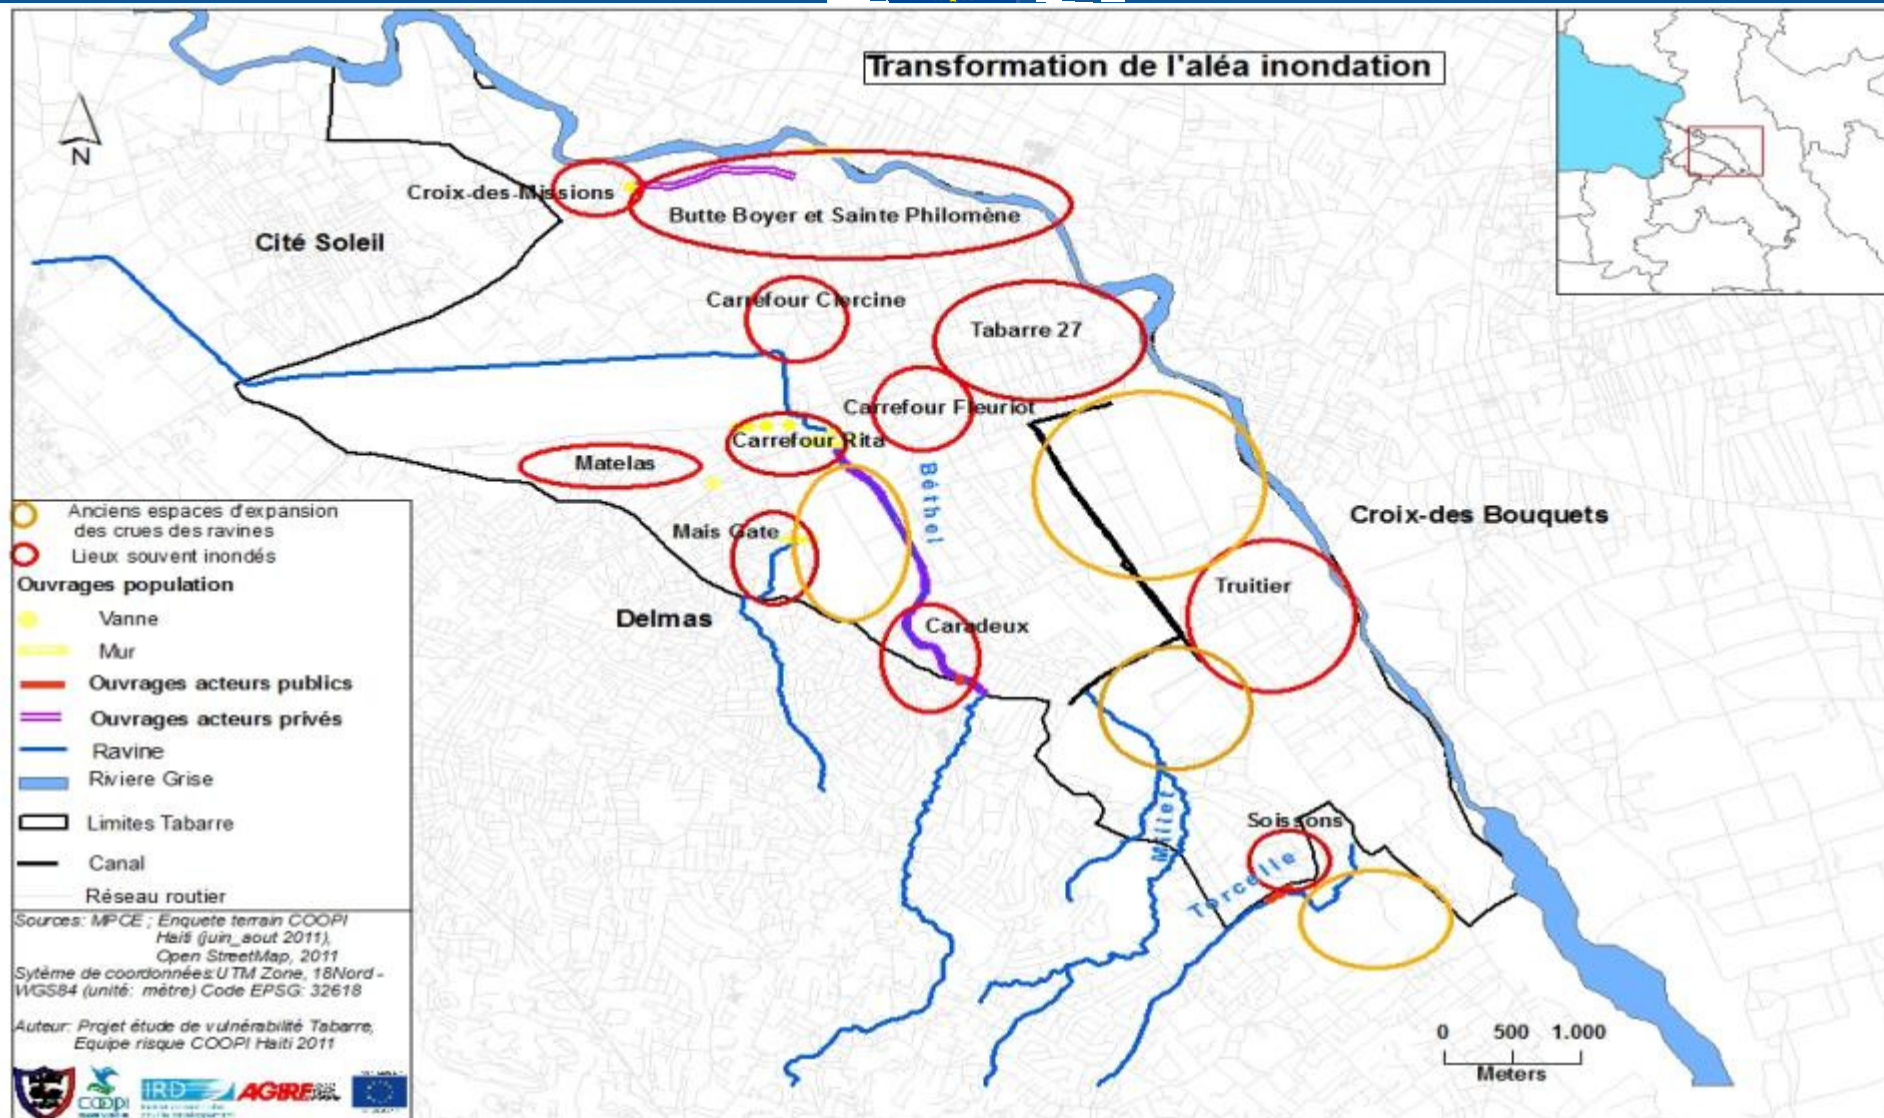 Transformation de l'aléa inondation
N
Croix-des-Missions
Butte Boyer et Sainte Philomène
Cité Soleil
Carrefour Clercine
Tabarre 27
Carrefour Fleuriot
Carrefour Rita
Matelas
Béthel
Croix-des Bouquets
Mais Gate
Truitier
Delmas
Caradeux
Millet
Soissons
Torcelle
Anciens espaces d'expansion
des crues des ravines
Lieux souvent inondés
Ouvrages population
Vanne
Mur
Ouvrages acteurs publics
Ouvrages acteurs privés
Ravine
Riviere Grise
Limites Tabarre
Canal
Réseau routier
Sources: MPCE ; Enquete terrain COOPI
Haiti (juin_aout 2011),
Open StreetMap, 2011
Sytème de coordonnées:UTM Zone, 18Nord -
WGS84 (unité: mètre) Code EPSG: 32618
Auteur: Projet étude de vulnérabilité Tabarre,
Equipe risque COOPI Haiti 2011
coopi
IRD
AGIRE
0 500 1.000
Meters